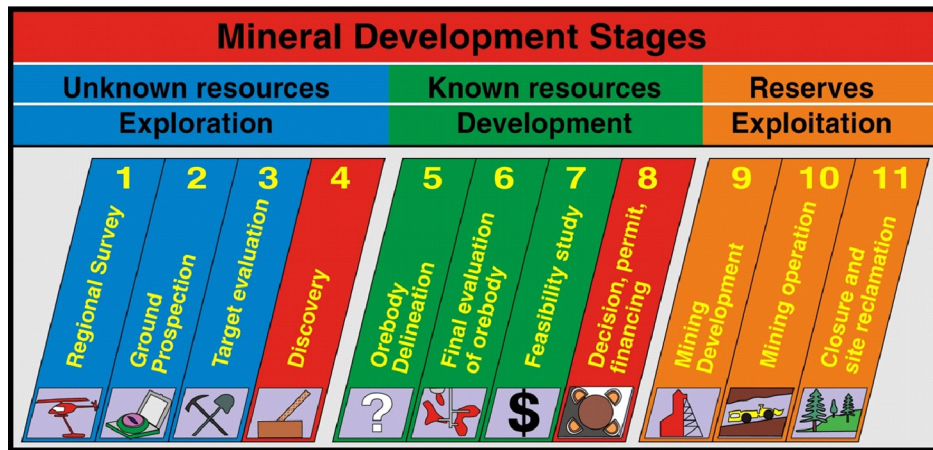 Mineral Development Stages
Unknown resources
Known resources
Reserves
Exploration
Development
Exploitation
1
Regional Survey
2
Ground
Prospection
3
Target evaluation
4
Discovery
5
Orebody
Delineation
6
Final evaluation
of orebody
7
Feasibility study
8
Decision, permit,
financing
9
Mining
Development
10
Mining operation
11
Closure and
site reclamation
?
$